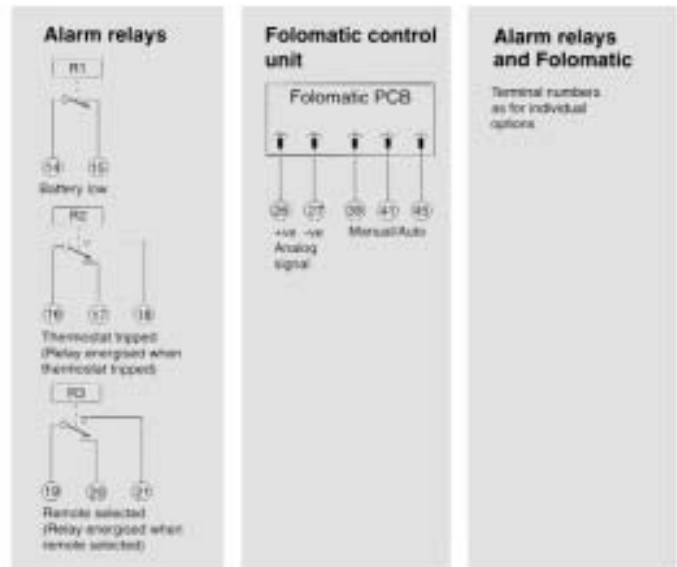 Alarm relays
R1
14 15
Battery low
R2
16 17 18
Thermostat tripped
(Relay energised when
thermostat tripped)
R3
19 20 21
Remote selected
(Relay energised when
remote selected)
Folomatic control
unit
Folomatic PCB
26 27 39 41 45
+ve -ve Manual/Auto
Analog
signal
Alarm relays
and Folomatic
Terminal numbers
as for individual
options